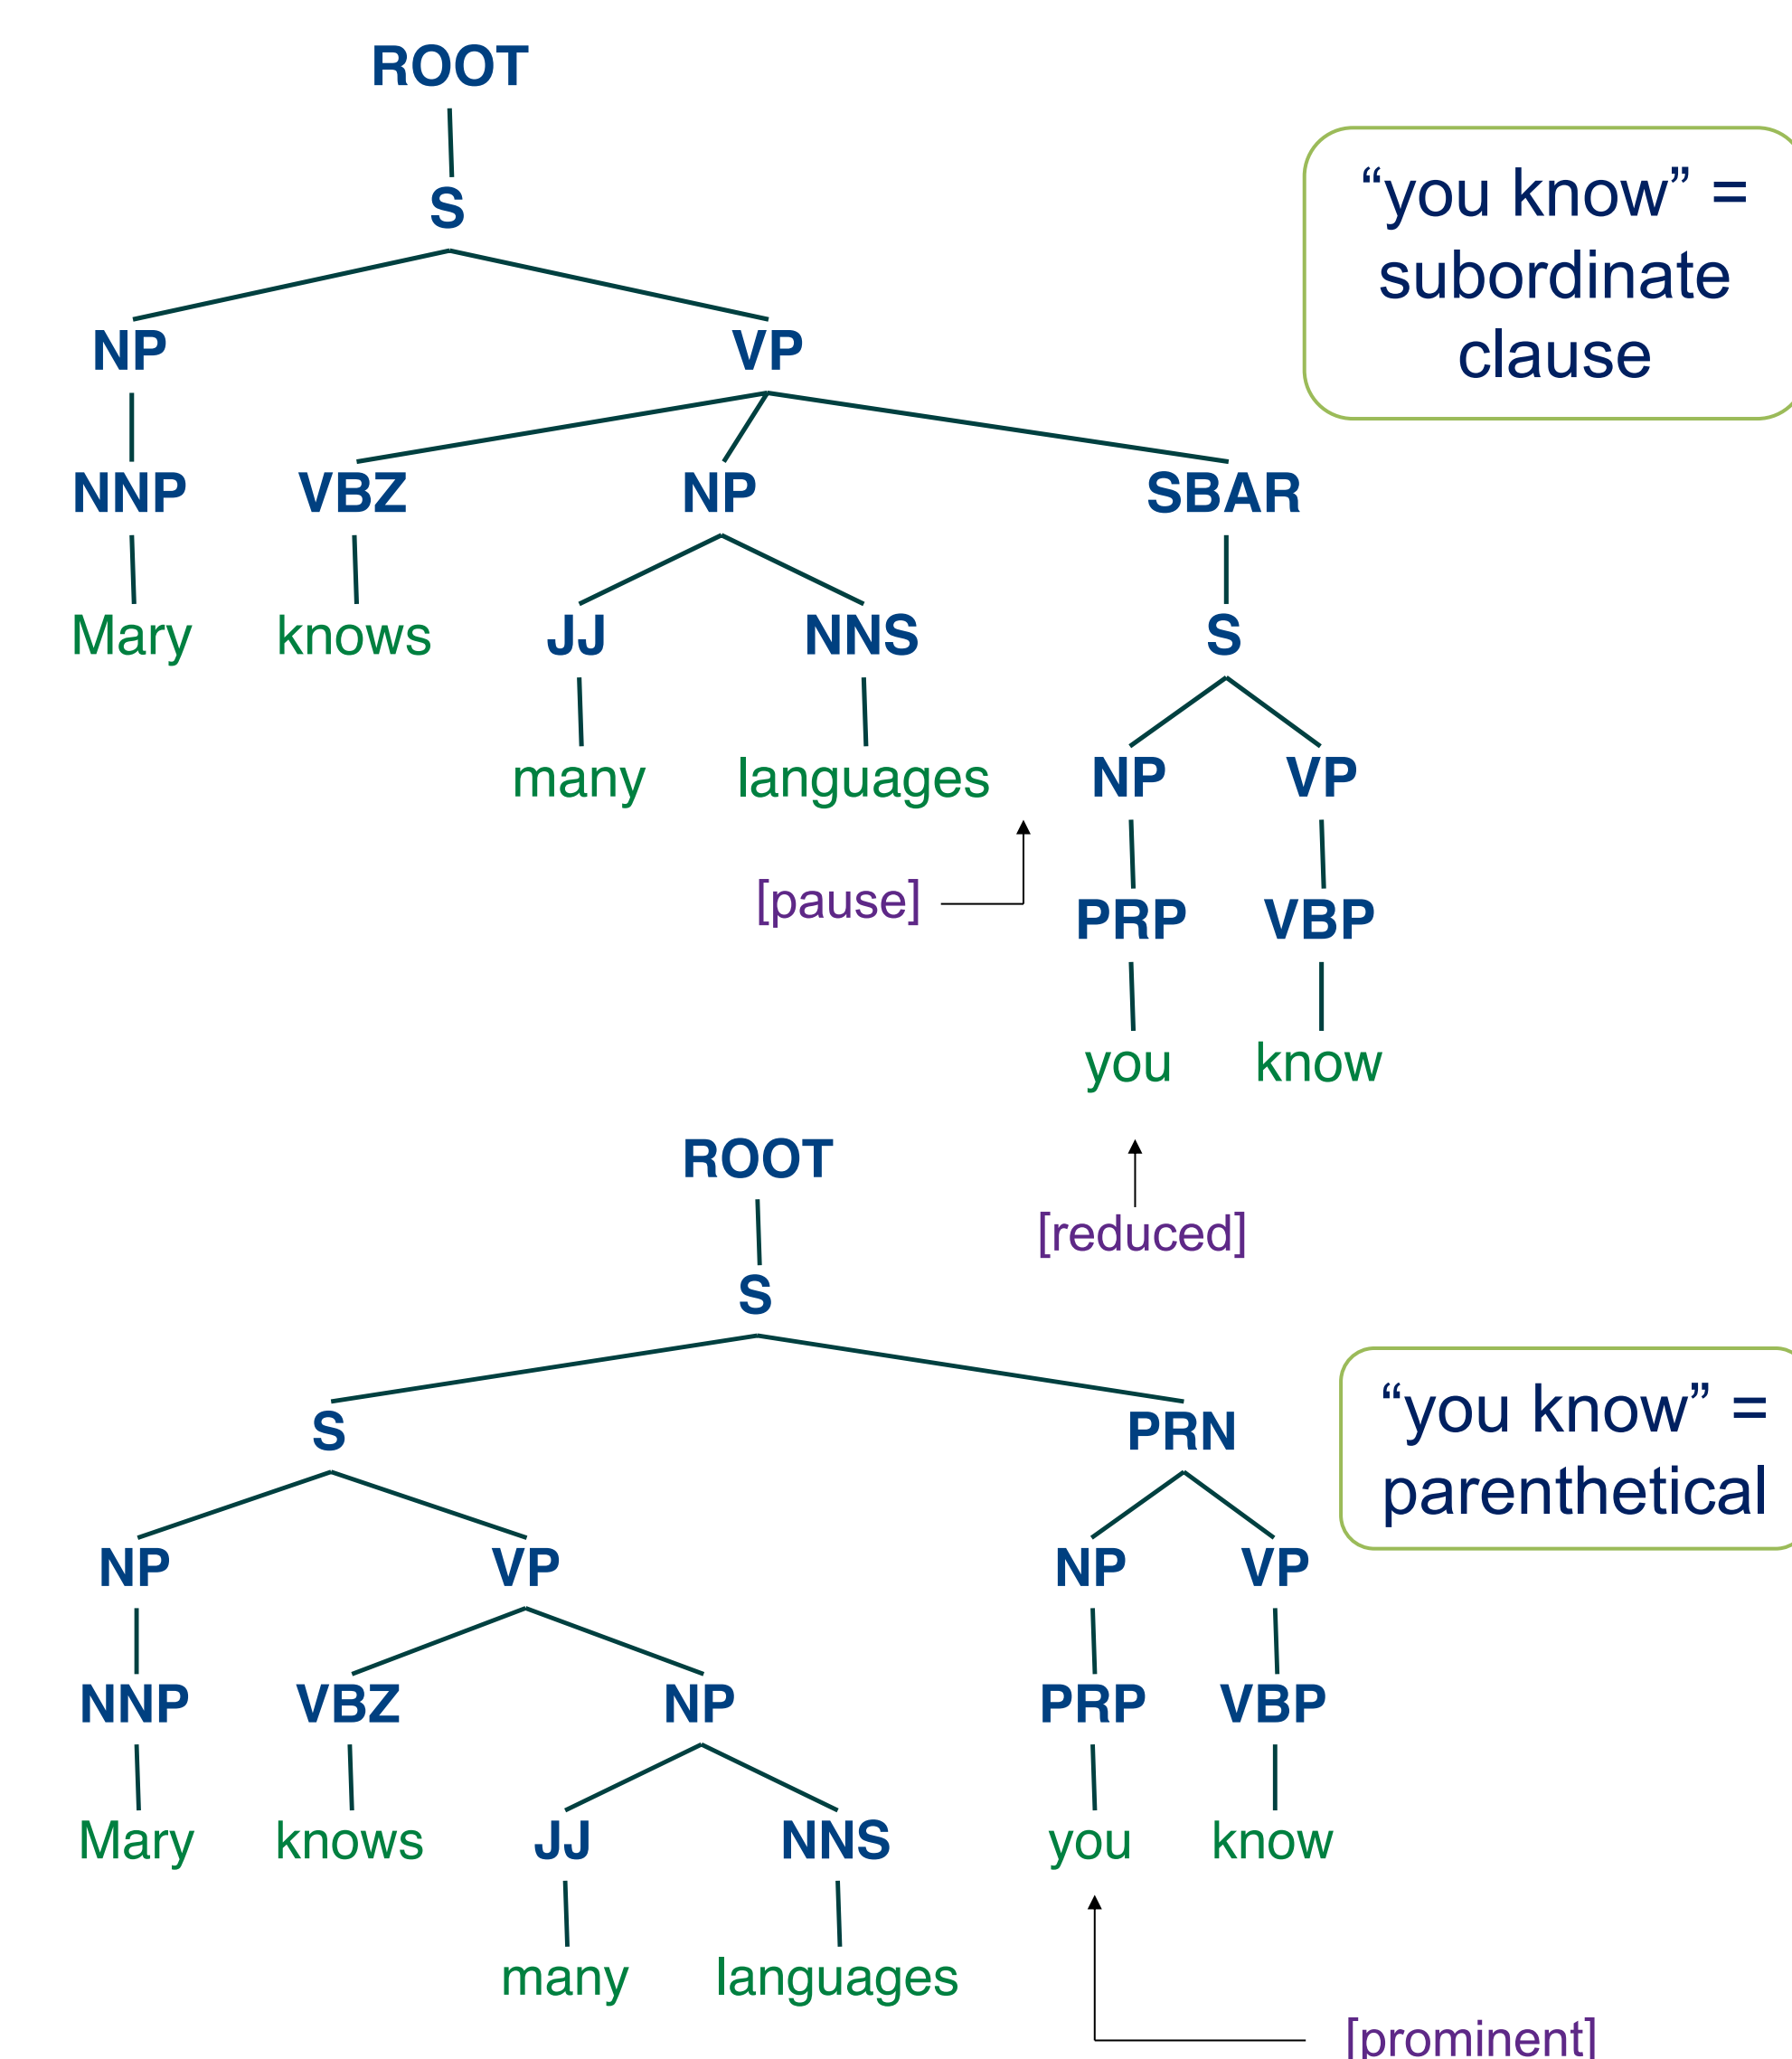 ROOT
S
“you know” =
subordinate
clause
NP VP
NNP VBZ NP SBAR
Mary knows JJ NNS S
many languages NP VP
[pause] PRP VBP
you know
ROOT
[reduced]
S
“you know” =
parenthetical
S PRN
NP VP NP VP
NNP VBZ NP PRP VBP
Mary knows JJ NNS you know
many languages
[prominent]